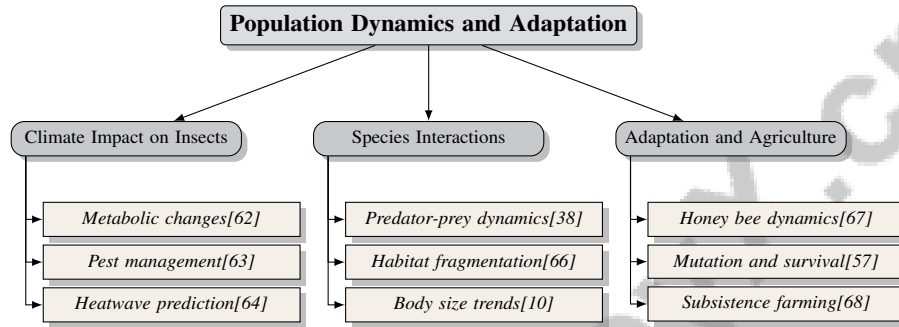 Population Dynamics and Adaptation
Climate Impact on Insects
Species Interactions
Adaptation and Agriculture
Metabolic changes[62]
Predator-prey dynamics[38]
Honey bee dynamics[67]
Pest management[63]
Habitat fragmentation[66]
Mutation and survival[57]
Heatwave prediction[64]
Body size trends[10]
Subsistence farming[68]